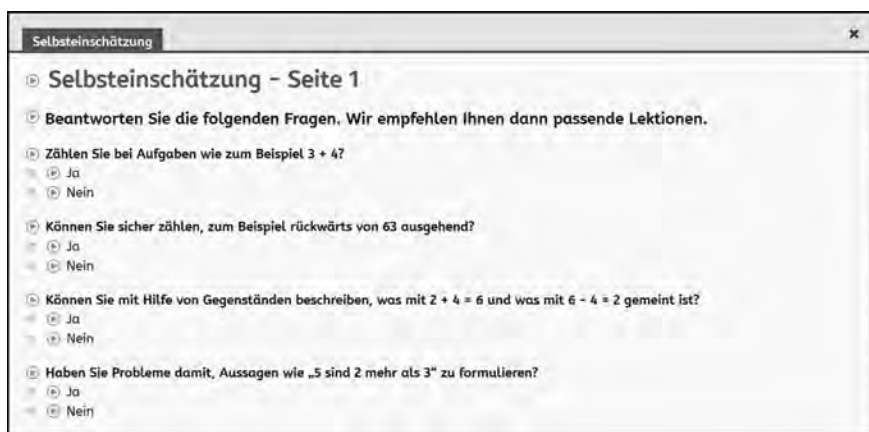 Selbsteinschätzung
Selbsteinschätzung – Seite 1
Beantworten Sie die folgenden Fragen. Wir empfehlen Ihnen dann passende Lektionen.
Zählen Sie bei Aufgaben wie zum Beispiel 3 + 4?
Ja
Nein
Können Sie sicher zählen, zum Beispiel rückwärts von 63 ausgehend?
Ja
Nein
Können Sie mit Hilfe von Gegenständen beschreiben, was mit 2 + 4 = 6 und was mit 6 – 4 = 2 gemeint ist?
Ja
Nein
Haben Sie Probleme damit, Aussagen wie „5 sind 2 mehr als 3“ zu formulieren?
Ja
Nein